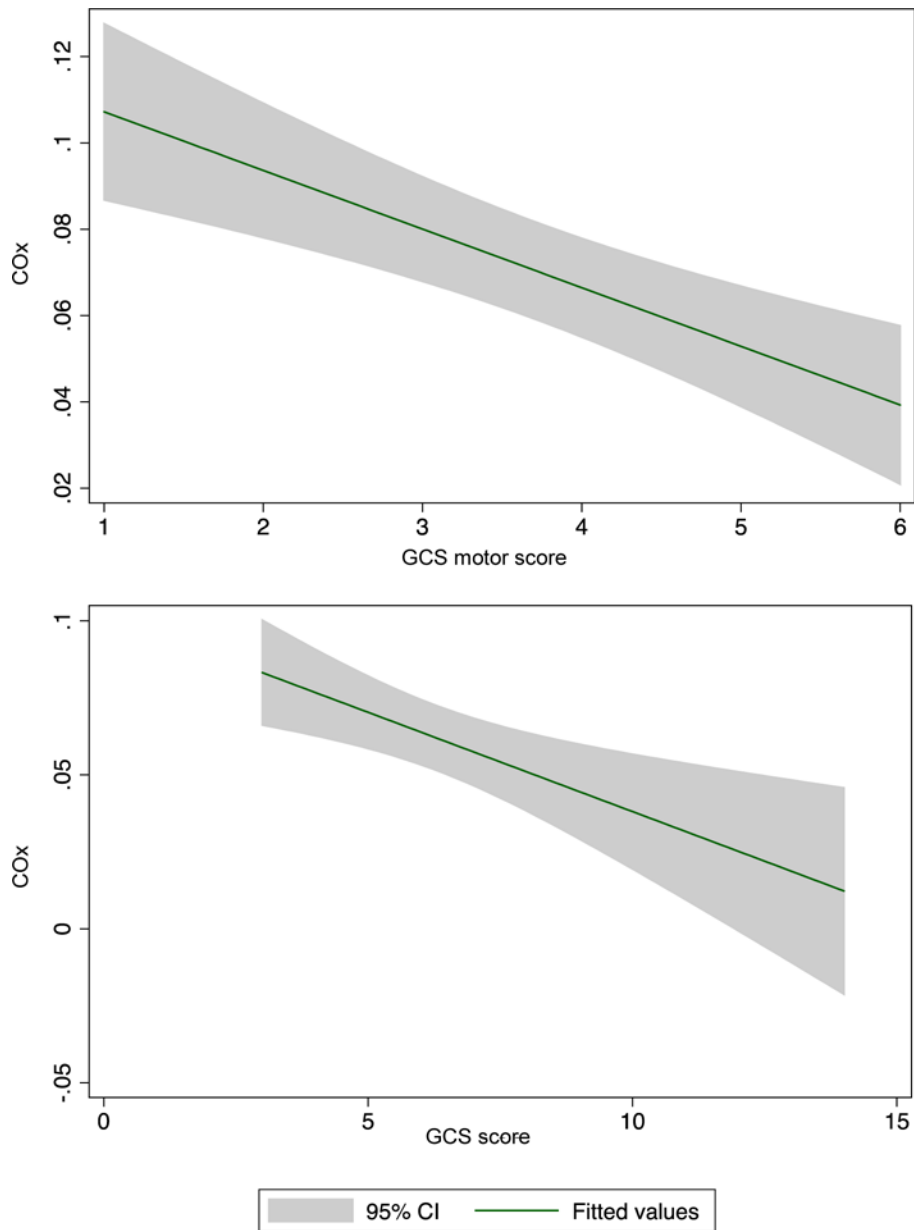 .12
.1
.08
.06
.04
.02
COx
1 2 3 4 5 6
GCS motor score
.1
.05
0
-.05
COx
0 5 10 15
GCS score
95% CI Fitted values